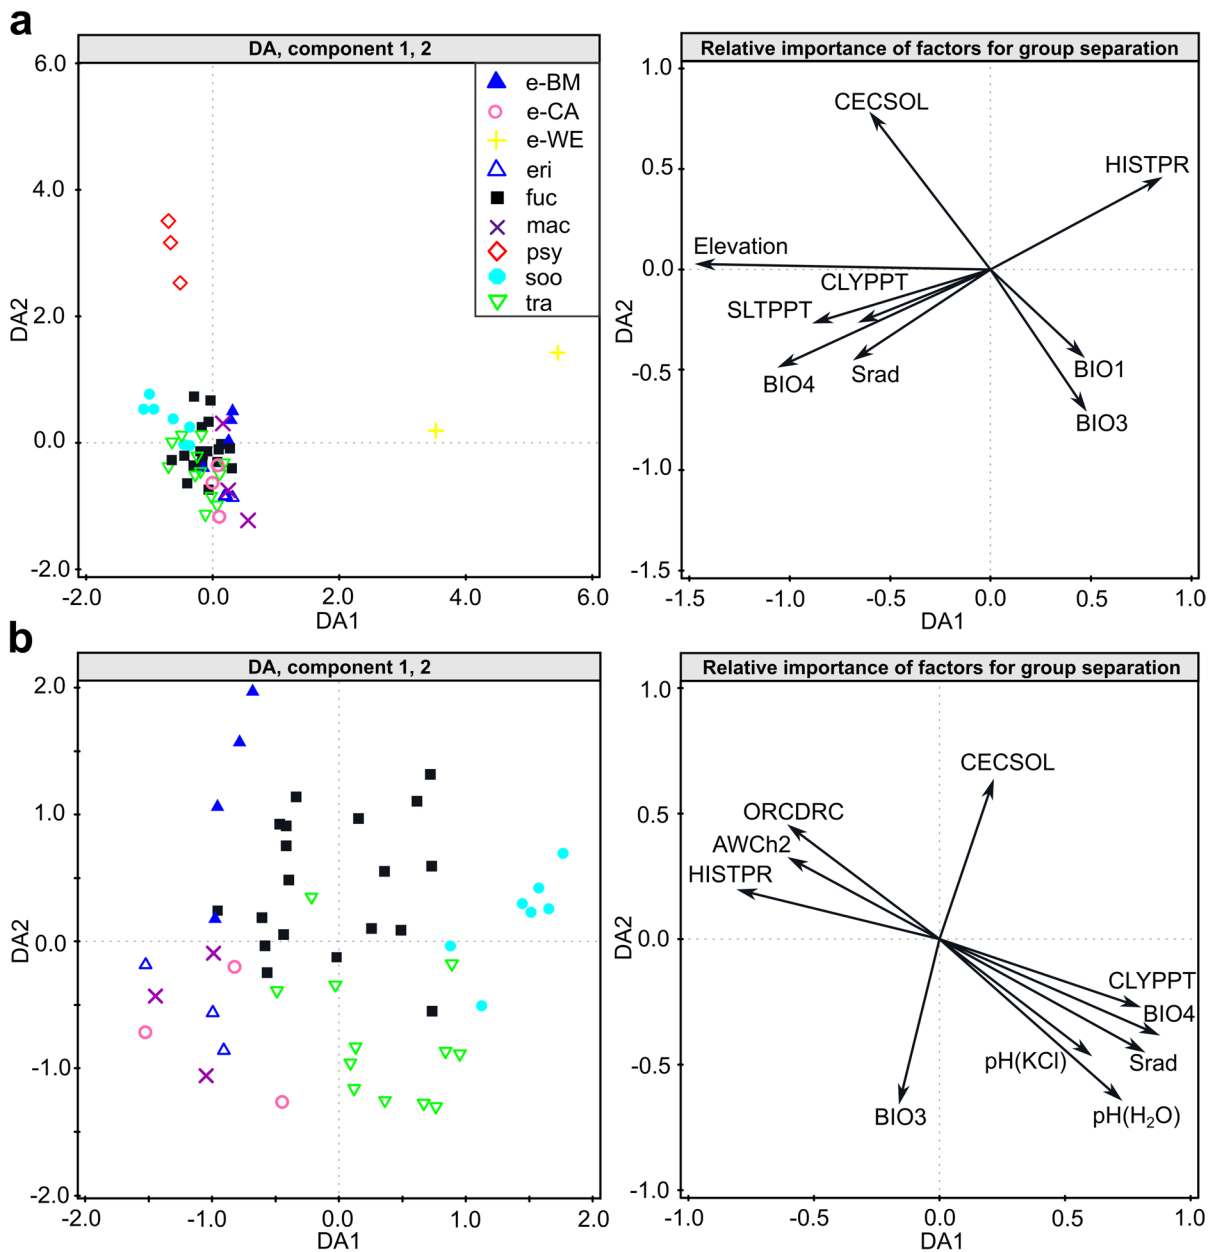 a
DA, component 1, 2
6.0
4.0
2.0
0.0
-2.0
DA2
-2.0 0.0 2.0 4.0 6.0
DA1
e-BM
e-CA
e-WE
eri
fuc
mac
psy
soo
tra
Relative importance of factors for group separation
1.0
0.5
0.0
-0.5
-1.0
-1.5
DA2
-1.5 -1.0 -0.5 0.0 0.5 1.0
DA1
CECSOL
HISTPR
Elevation
CLYPPT
SLTPPT
BIO4
Srad
BIO1
BIO3
b
DA, component 1, 2
2.0
1.0
0.0
-1.0
-2.0
DA2
-2.0 -1.0 0.0 1.0 2.0
DA1
Relative importance of factors for group separation
1.0
0.5
0.0
-0.5
-1.0
DA2
-1.0 -0.5 0.0 0.5 1.0
DA1
CECSOL
ORCDRC
AWCh2
HISTPR
CLYPPT
BIO4
pH(KCl)
Srad
BIO3
pH(H₂O)